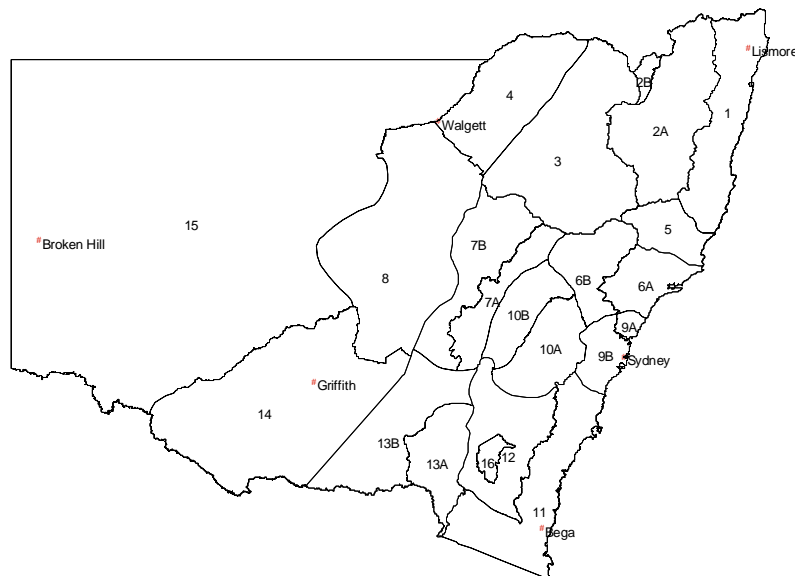 # Lismore
2B
4
1
# Walgett
2A
3
15
5
# Broken Hill
7B
8
6B
6A
7A
10B
9A
10A
9B
# Sydney
# Griffith
14
13B
12
13A
16
11
# Bega